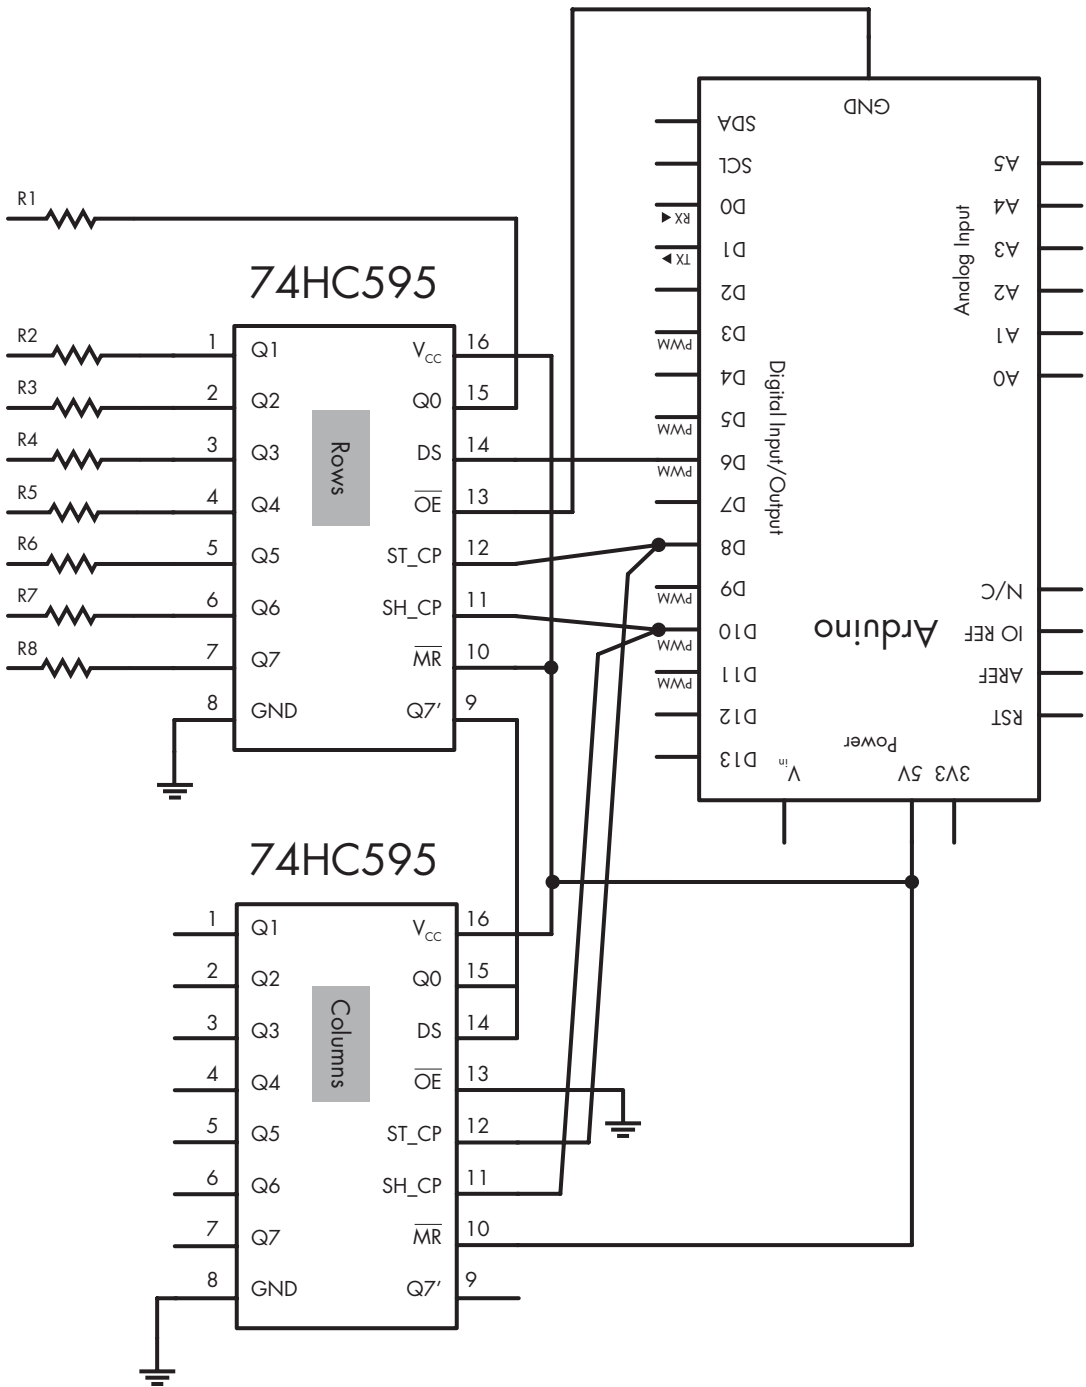 R1
74HC595
R2
R3
R4
R5
R6
R7
R8
1 Q1 V_CC 16
2 Q2 Q0 15
3 Q3 DS 14
4 Q4 OE 13
5 Q5 ST_CP 12
6 Q6 SH_CP 11
7 Q7 MR 10
8 GND Q7′ 9
Rows
74HC595
1 Q1 V_CC 16
2 Q2 Q0 15
3 Q3 DS 14
4 Q4 OE 13
5 Q5 ST_CP 12
6 Q6 SH_CP 11
7 Q7 MR 10
8 GND Q7′ 9
Columns
GND
SDA
SCL
D0
RX
D1
TX
D2
D3
PWM
D4
D5
PWM
D6
PWM
D7
D8
D9
PWM
D10
PWM
D11
PWM
D12
D13
Digital Input/Output
Analog Input
A5
A4
A3
A2
A1
A0
Arduino
N/C
IO REF
AREF
RST
Power
V_in
5V
3V3